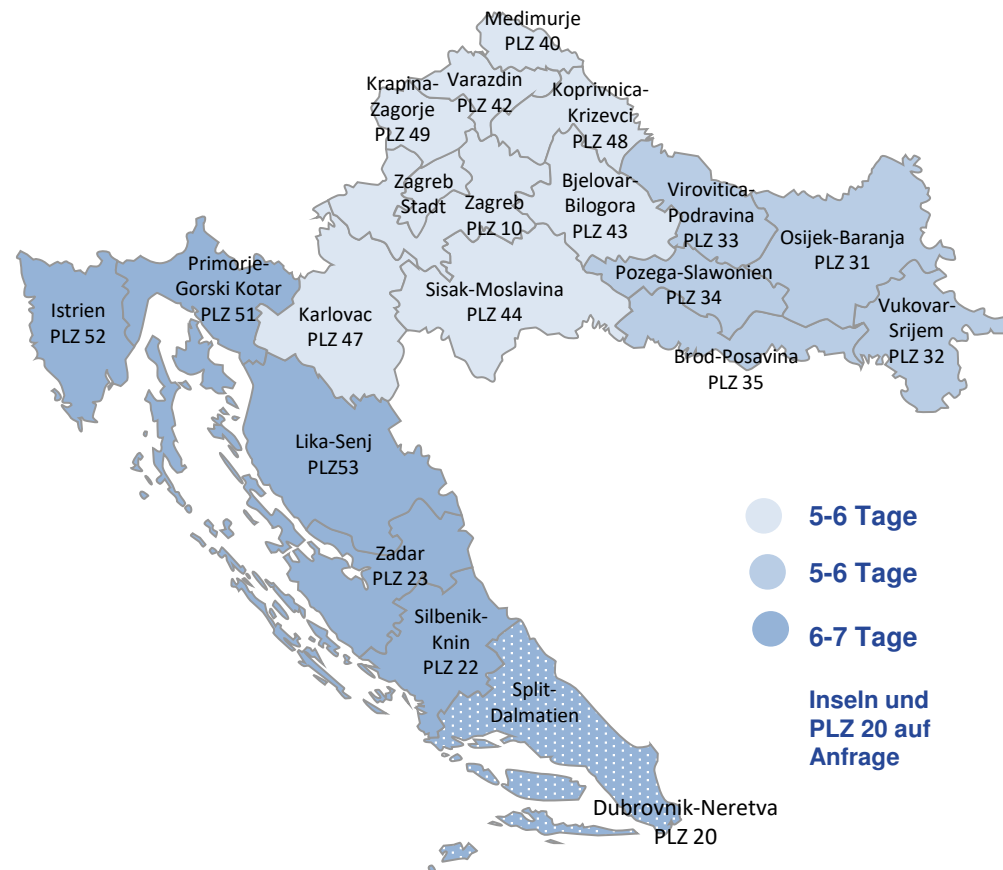 Medimurje
PLZ 40
Varazdin
PLZ 42
Krapina-
Zagorje
PLZ 49
Koprivnica-
Krizevci
PLZ 48
Zagreb
Stadt
Zagreb
PLZ 10
Bjelovar-
Bilogora
PLZ 43
Virovitica-
Podravina
PLZ 33
Osijek-Baranja
PLZ 31
Primorje-
Gorski Kotar
PLZ 51
Istrien
PLZ 52
Karlovac
PLZ 47
Sisak-Moslavina
PLZ 44
Pozega-Slawonien
PLZ 34
Vukovar-
Srijem
PLZ 32
Brod-Posavina
PLZ 35
Lika-Senj
PLZ53
Zadar
PLZ 23
Silbenik-
Knin
PLZ 22
Split-
Dalmatien
Dubrovnik-Neretva
PLZ 20
5-6 Tage
5-6 Tage
6-7 Tage
Inseln und
PLZ 20 auf
Anfrage